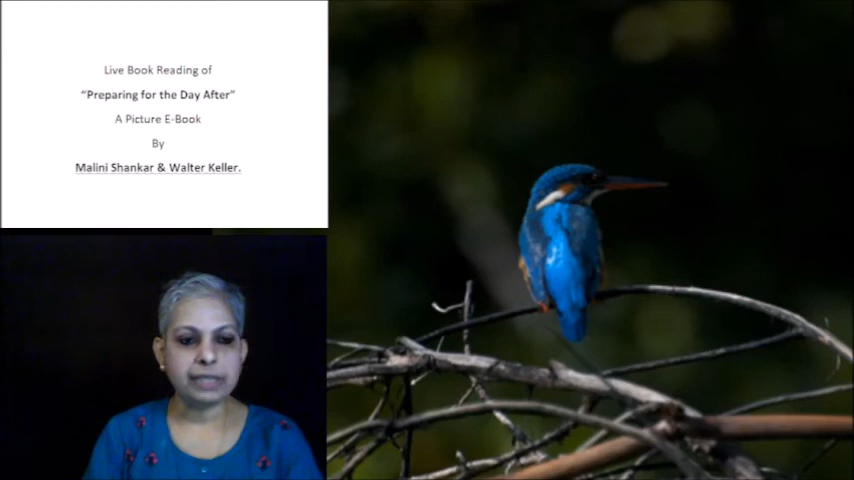 Live Book Reading of
“Preparing for the Day After”
A Picture E-Book
By
Malini Shankar & Walter Keller.